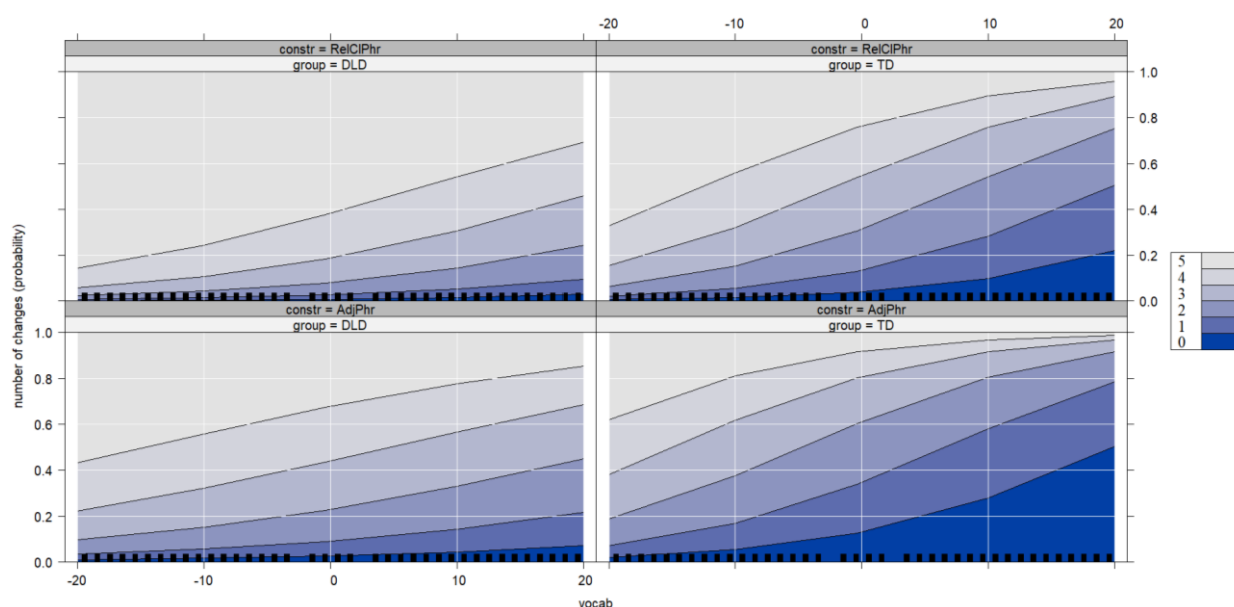 -20 -10 0 10 20
constr = RelClPhr constr = RelClPhr
group = DLD group = TD
1.0
0.8
0.6
0.4
0.2
0.0
constr = AdjPhr constr = AdjPhr
group = DLD group = TD
1.0
0.8
0.6
0.4
0.2
0.0
number of changes (probability)
-20 -10 0 10 20
vocab
5
4
3
2
1
0